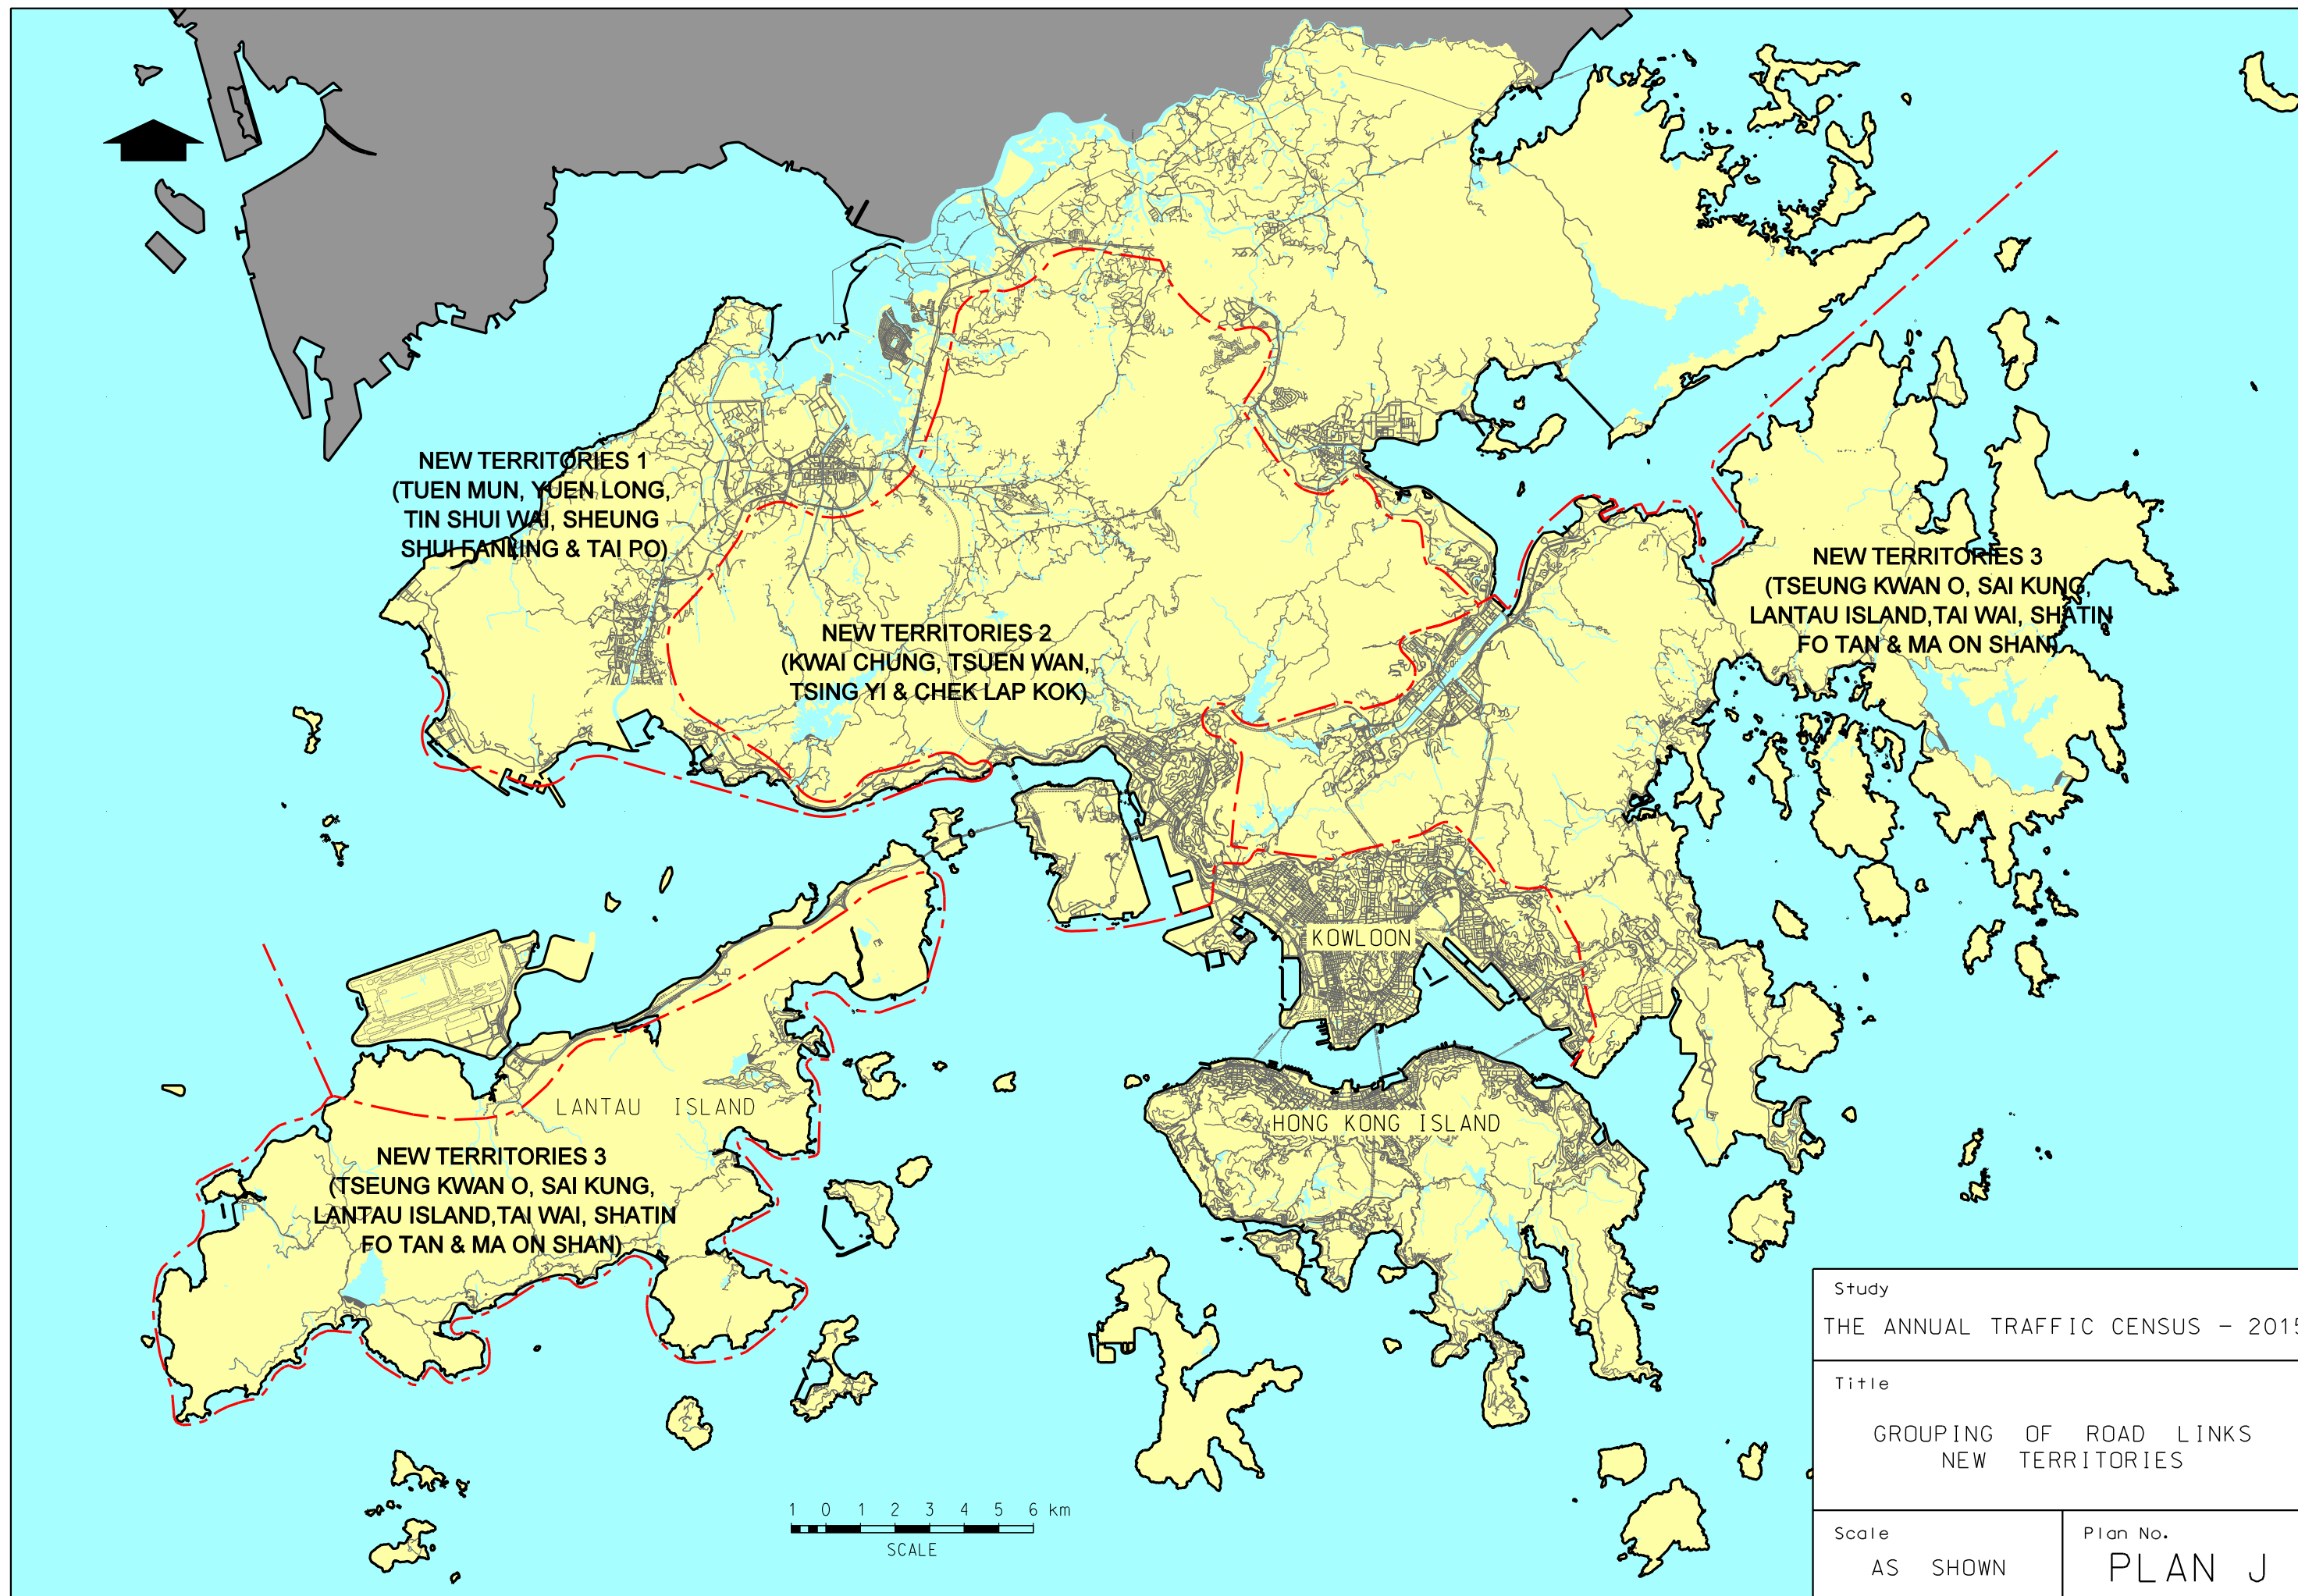 NEW TERRITORIES 1
(TUEN MUN, YUEN LONG,
TIN SHUI WAI, SHEUNG
SHUI FANLING & TAI PO)
NEW TERRITORIES 2
(KWAI CHUNG, TSUEN WAN,
TSING YI & CHEK LAP KOK)
NEW TERRITORIES 3
(TSEUNG KWAN O, SAI KUNG,
LANTAU ISLAND,TAI WAI, SHATIN
FO TAN & MA ON SHAN)
KOWLOON
LANTAU ISLAND
HONG KONG ISLAND
NEW TERRITORIES 3
(TSEUNG KWAN O, SAI KUNG,
LANTAU ISLAND,TAI WAI, SHATIN
FO TAN & MA ON SHAN)
1 0 1 2 3 4 5 6 km
SCALE
Study
THE ANNUAL TRAFFIC CENSUS - 2015
Title
GROUPING OF ROAD LINKS
NEW TERRITORIES
Scale
AS SHOWN
Plan No.
PLAN J